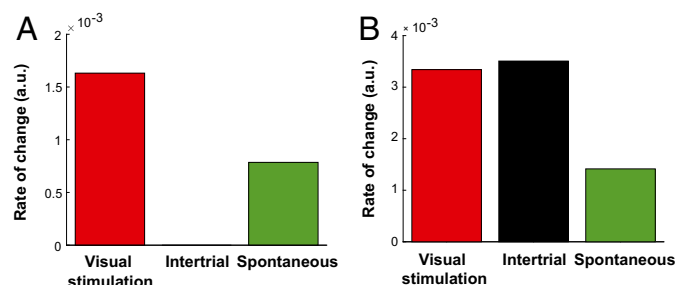 A
× 10⁻³
2
1.5
1
0.5
0
Rate of change (a.u.)
Visual
stimulation
Intertrial
Spontaneous
B
× 10⁻³
4
3
2
1
0
Rate of change (a.u.)
Visual
stimulation
Intertrial
Spontaneous